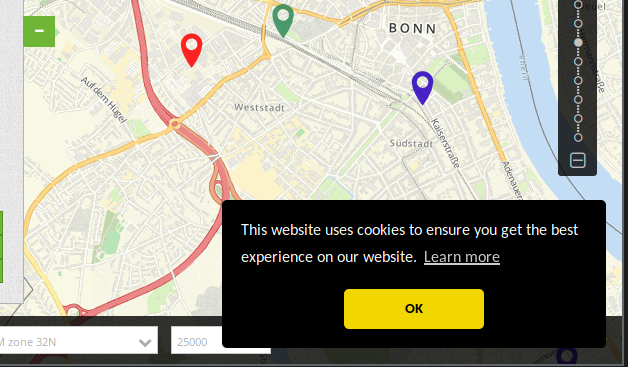 BONN
Rhein
Auf dem Hügel
Weststadt
Kaiserstraße
Südstadt
This website uses cookies to ensure you get the best
experience on our website. Learn more
OK
M zone 32N
25000